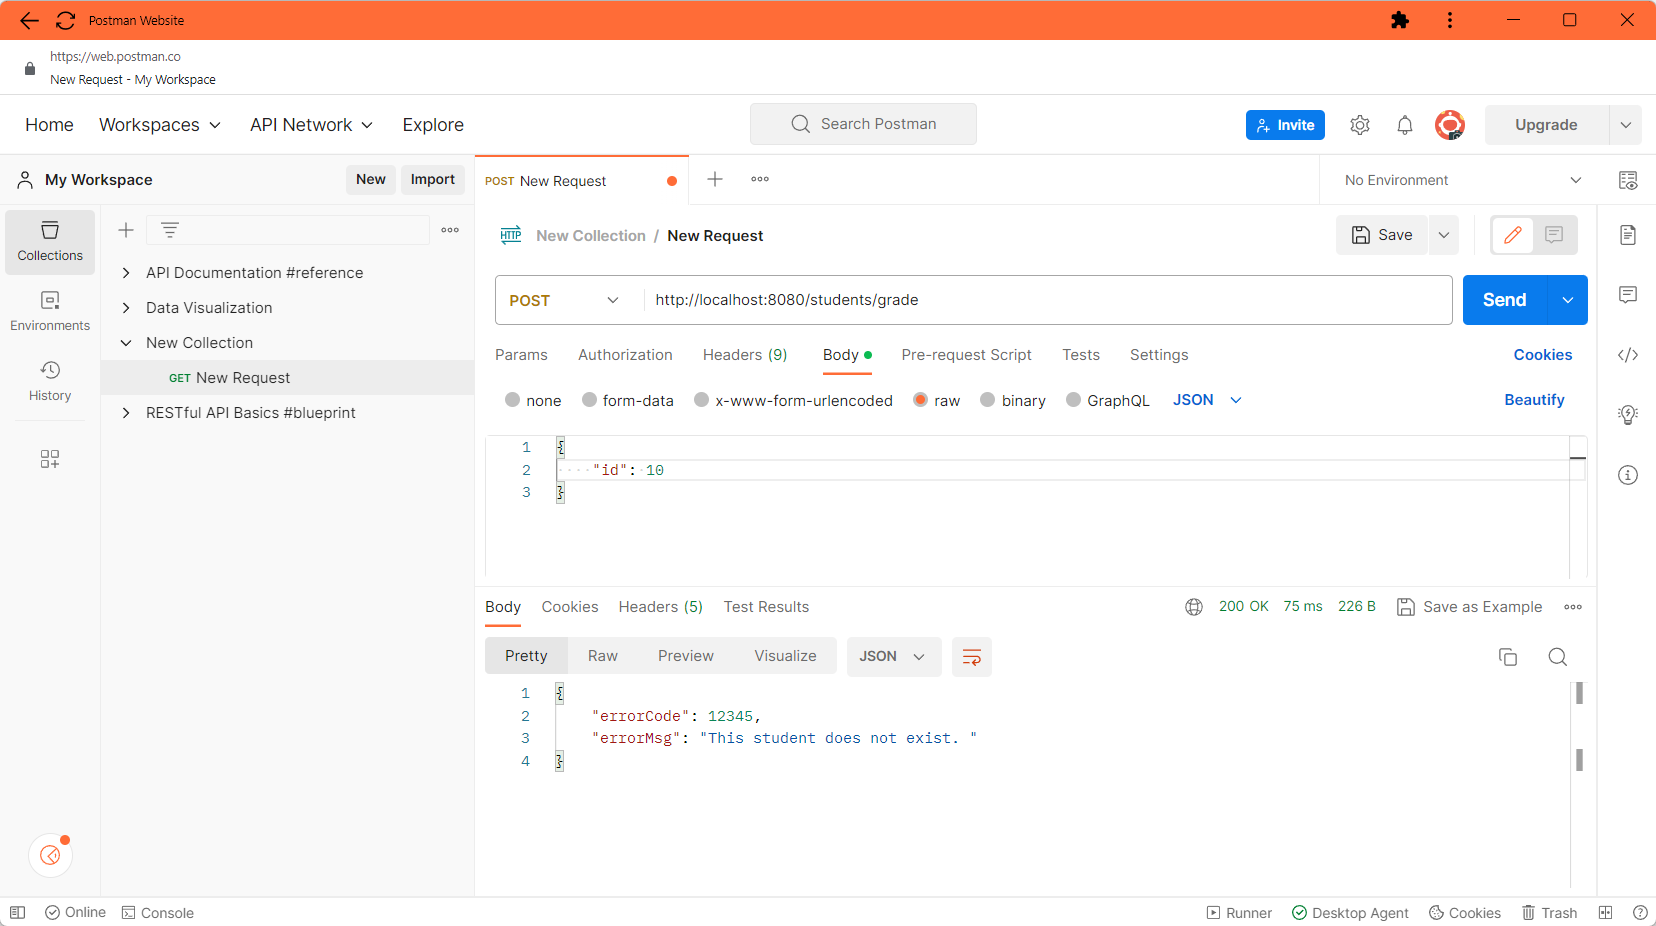 Postman Website
https://web.postman.co
New Request - My Workspace
Home Workspaces API Network Explore Search Postman Invite Upgrade
My Workspace New Import POST New Request No Environment
Collections
Environments
History
API Documentation #reference
Data Visualization
New Collection
GET New Request
RESTful API Basics #blueprint
HTTP New Collection / New Request Save
POST http://localhost:8080/students/grade Send
Params Authorization Headers (9) Body Pre-request Script Tests Settings Cookies
none form-data x-www-form-urlencoded raw binary GraphQL JSON Beautify
1 {
2 "id": 10
3 }
Body Cookies Headers (5) Test Results 200 OK 75 ms 226 B Save as Example
Pretty Raw Preview Visualize JSON
1 {
2 "errorCode": 12345,
3 "errorMsg": "This student does not exist. "
4 }
Online Console Runner Desktop Agent Cookies Trash